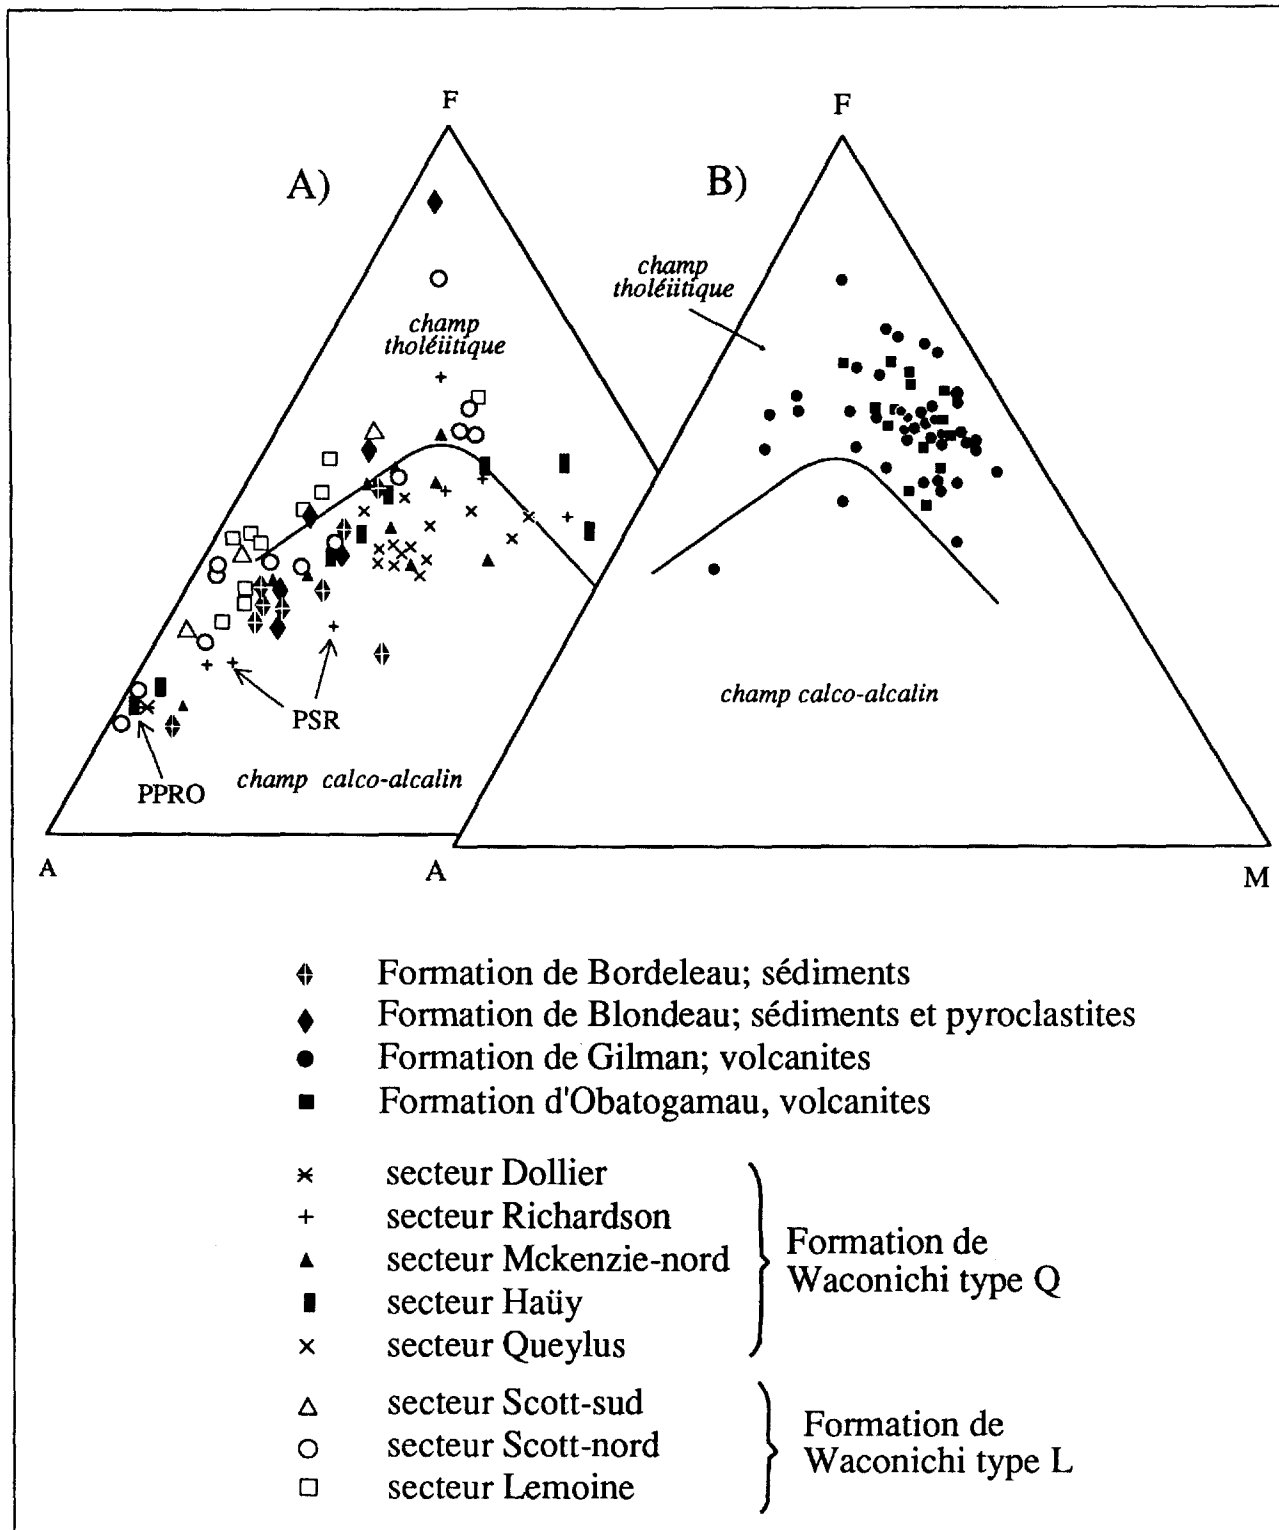 F
A)
champ
tholéiitique
PSR
PPRO
champ calco-alcalin
A
F
B)
champ
tholéiitique
champ calco-alcalin
A
M
Formation de Bordeleau; sédiments
Formation de Blondeau; sédiments et pyroclastites
Formation de Gilman; volcanites
Formation d'Obatogamau, volcanites
secteur Dollier
secteur Richardson
secteur Mckenzie-nord
secteur Haüy
secteur Queylus
Formation de
Waconichi type Q
secteur Scott-sud
secteur Scott-nord
secteur Lemoine
Formation de
Waconichi type L